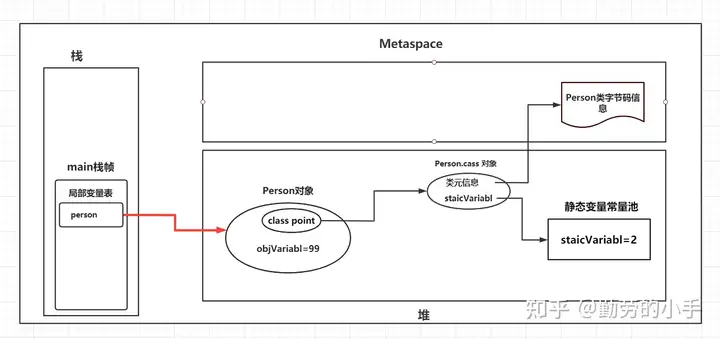 栈
Metaspace
Person类字节码信
息
main栈帧
局部变量表
person
Person对象
class point
objVariabl=99
Person.cass 对象
类元信息
staicVariabl
静态变量常量池
staicVariabl=2
堆
知乎 @勤劳的小手